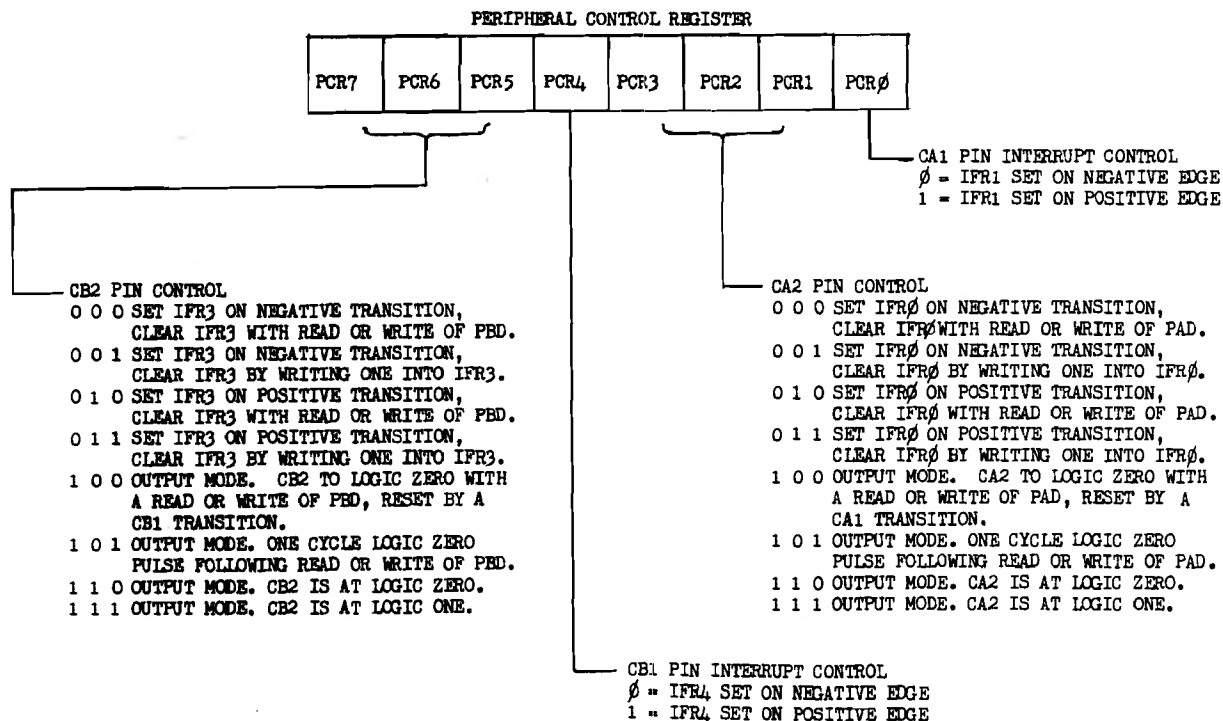 PERIPHERAL CONTROL REGISTER
PCR7 PCR6 PCR5 PCR4 PCR3 PCR2 PCR1 PCRØ
CA1 PIN INTERRUPT CONTROL
Ø = IFR1 SET ON NEGATIVE EDGE
1 = IFR1 SET ON POSITIVE EDGE
CB2 PIN CONTROL
0 0 0 SET IFR3 ON NEGATIVE TRANSITION,
CLEAR IFR3 WITH READ OR WRITE OF PBD.
0 0 1 SET IFR3 ON NEGATIVE TRANSITION,
CLEAR IFR3 BY WRITING ONE INTO IFR3.
0 1 0 SET IFR3 ON POSITIVE TRANSITION,
CLEAR IFR3 WITH READ OR WRITE OF PBD.
0 1 1 SET IFR3 ON POSITIVE TRANSITION,
CLEAR IFR3 BY WRITING ONE INTO IFR3.
1 0 0 OUTPUT MODE. CB2 TO LOGIC ZERO WITH
A READ OR WRITE OF PBD, RESET BY A
CB1 TRANSITION.
1 0 1 OUTPUT MODE. ONE CYCLE LOGIC ZERO
PULSE FOLLOWING READ OR WRITE OF PBD.
1 1 0 OUTPUT MODE. CB2 IS AT LOGIC ZERO.
1 1 1 OUTPUT MODE. CB2 IS AT LOGIC ONE.
CA2 PIN CONTROL
0 0 0 SET IFRØ ON NEGATIVE TRANSITION,
CLEAR IFRØ WITH READ OR WRITE OF PAD.
0 0 1 SET IFRØ ON NEGATIVE TRANSITION,
CLEAR IFRØ BY WRITING ONE INTO IFRØ.
0 1 0 SET IFRØ ON POSITIVE TRANSITION,
CLEAR IFRØ WITH READ OR WRITE OF PAD.
0 1 1 SET IFRØ ON POSITIVE TRANSITION,
CLEAR IFRØ BY WRITING ONE INTO IFRØ.
1 0 0 OUTPUT MODE. CA2 TO LOGIC ZERO WITH
A READ OR WRITE OF PAD, RESET BY A
CA1 TRANSITION.
1 0 1 OUTPUT MODE. ONE CYCLE LOGIC ZERO
PULSE FOLLOWING READ OR WRITE OF PAD.
1 1 0 OUTPUT MODE. CA2 IS AT LOGIC ZERO.
1 1 1 OUTPUT MODE. CA2 IS AT LOGIC ONE.
CB1 PIN INTERRUPT CONTROL
Ø = IFR4 SET ON NEGATIVE EDGE
1 = IFR4 SET ON POSITIVE EDGE